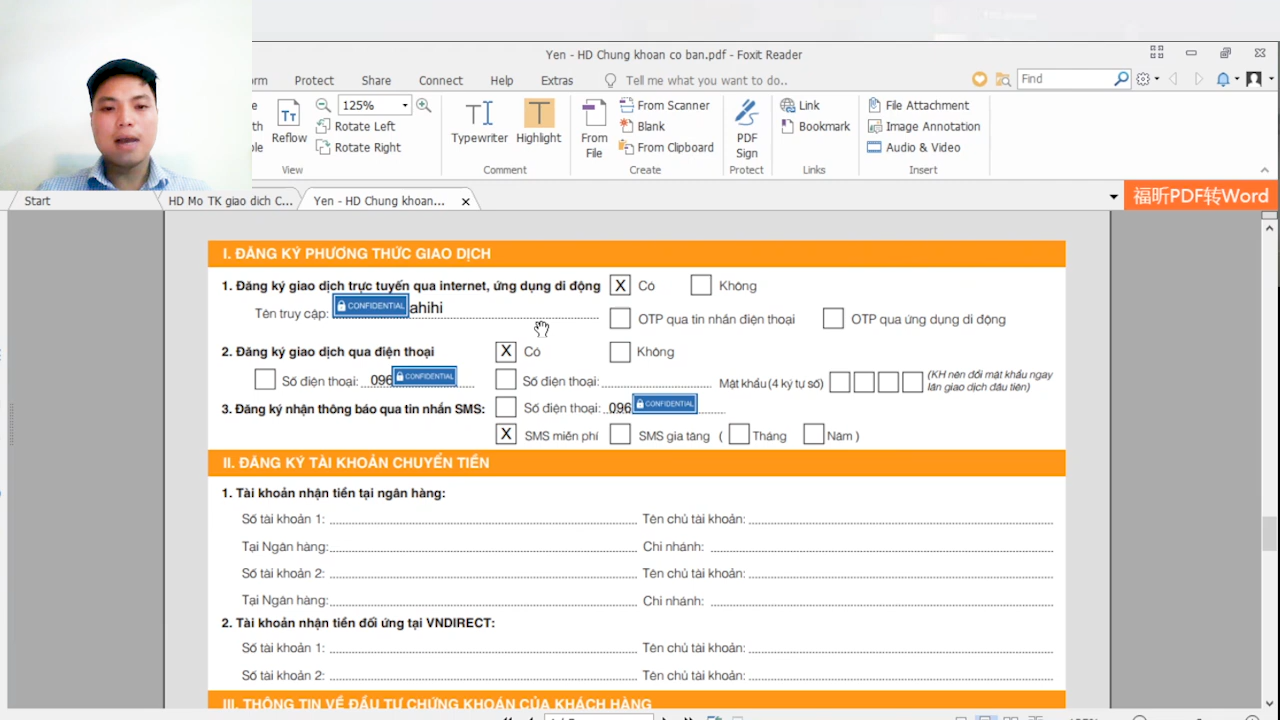 Yen - HD Chung khoan co ban.pdf - Foxit Reader
orm Protect Share Connect Help Extras Tell me what you want to do.. Find
125%
Rotate Left
Rotate Right
Reflow
View
Typewriter Highlight
Comment
From File
From Scanner
Blank
From Clipboard
Create
PDF Sign
Protect
Link
Bookmark
Links
File Attachment
Image Annotation
Audio & Video
Insert
Start HD Mo TK giao dich C... Yen - HD Chung khoan... 福昕PDF转Word
I. ĐĂNG KÝ PHƯƠNG THỨC GIAO DỊCH
1. Đăng ký giao dịch trực tuyến qua internet, ứng dụng di động X Có Không
Tên truy cập: CONFIDENTIAL ahihi OTP qua tin nhắn điện thoại OTP qua ứng dụng di động
2. Đăng ký giao dịch qua điện thoại X Có Không
Số điện thoại: 096 CONFIDENTIAL Số điện thoại: Mật khẩu (4 ký tự số) (KH nên đổi mật khẩu ngay
lần giao dịch đầu tiên)
3. Đăng ký nhận thông báo qua tin nhắn SMS: Số điện thoại: 096 CONFIDENTIAL
X SMS miễn phí SMS gia tăng ( Tháng Năm )
II. ĐĂNG KÝ TÀI KHOẢN CHUYỂN TIỀN
1. Tài khoản nhận tiền tại ngân hàng:
Số tài khoản 1: Tên chủ tài khoản:
Tại Ngân hàng: Chi nhánh:
Số tài khoản 2: Tên chủ tài khoản:
Tại Ngân hàng: Chi nhánh:
2. Tài khoản nhận tiền đối ứng tại VNDIRECT:
Số tài khoản 1: Tên chủ tài khoản:
Số tài khoản 2: Tên chủ tài khoản:
III. THÔNG TIN VỀ ĐẦU TƯ CHỨNG KHOÁN CỦA KHÁCH HÀNG